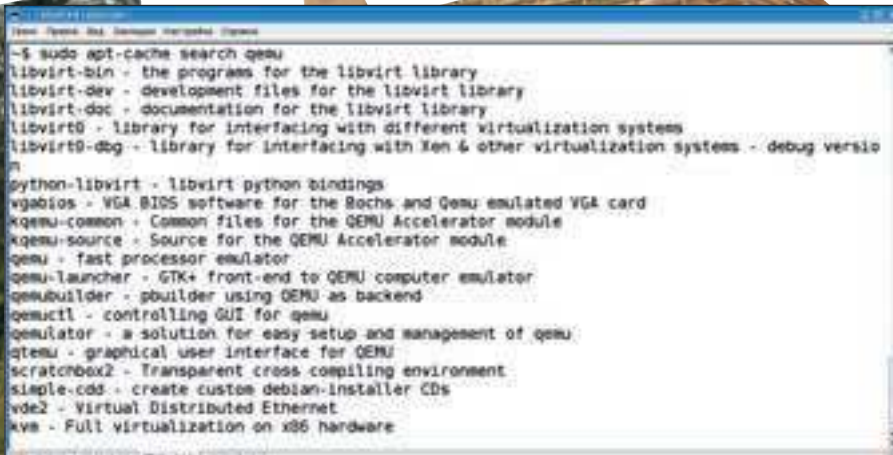 ~$ sudo apt-cache search qemu
libvirt-bin - the programs for the libvirt library
libvirt-dev - development files for the libvirt library
libvirt-doc - documentation for the libvirt library
libvirt0 - library for interfacing with different virtualization systems
libvirt0-dbg - library for interfacing with Xen & other virtualization systems - debug versio
n
python-libvirt - libvirt python bindings
vgabios - VGA BIOS software for the Bochs and Qemu emulated VGA card
kqemu-common - Common files for the QEMU Accelerator module
kqemu-source - Source for the QEMU Accelerator module
qemu - fast processor emulator
qemu-launcher - GTK+ front-end to QEMU computer emulator
qemubuilder - pbuilder using QEMU as backend
qemuctl - controlling GUI for qemu
qemulator - a solution for easy setup and management of qemu
qtemu - graphical user interface for QEMU
scratchbox2 - Transparent cross compiling environment
simple-cdd - create custom debian-installer CDs
vde2 - Virtual Distributed Ethernet
kvm - Full virtualization on x86 hardware